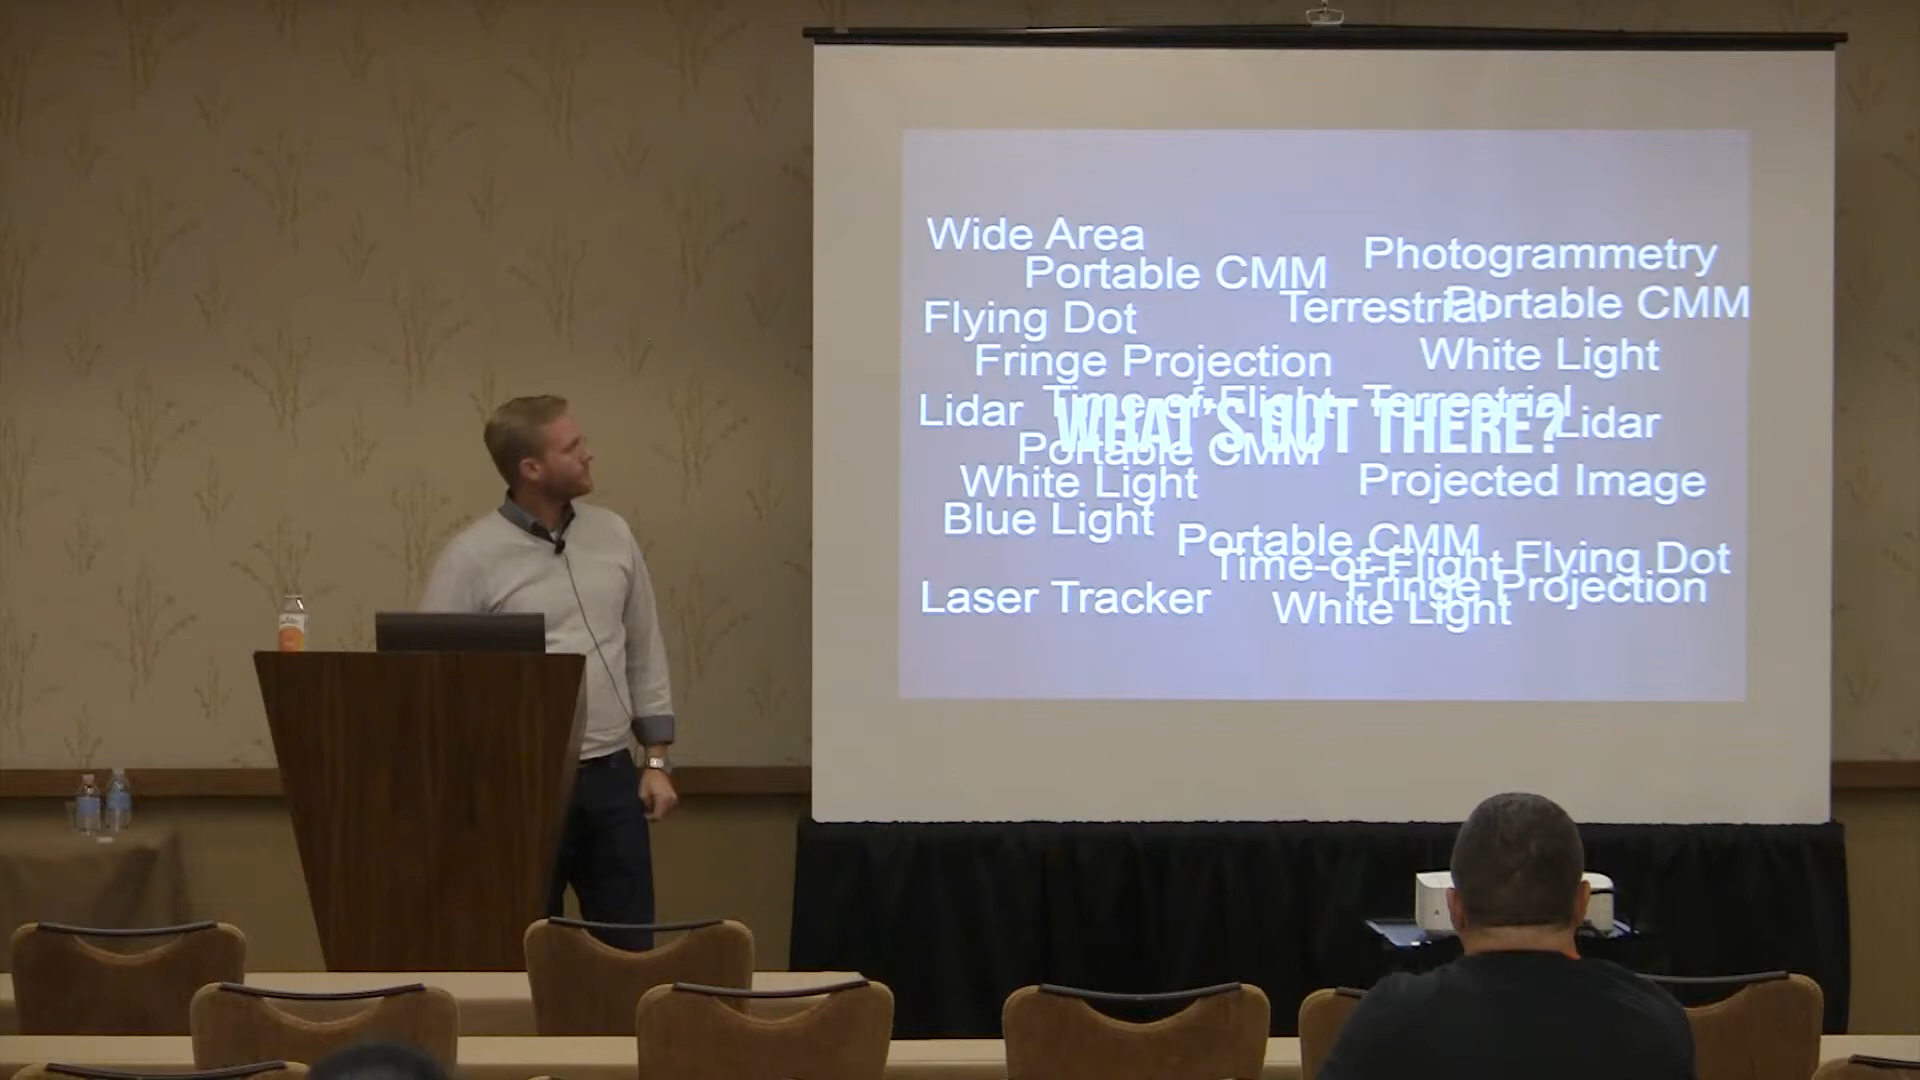 Wide Area
Photogrammetry
Portable CMM
Terrestrial
Portable CMM
Flying Dot
White Light
Fringe Projection
Time-of-Flight
Terrestrial
Lidar
WHAT'S OUT THERE?
Lidar
Portable CMM
White Light
Projected Image
Blue Light
Portable CMM
Time-of-Flight
Flying Dot
Fringe Projection
Laser Tracker
White Light